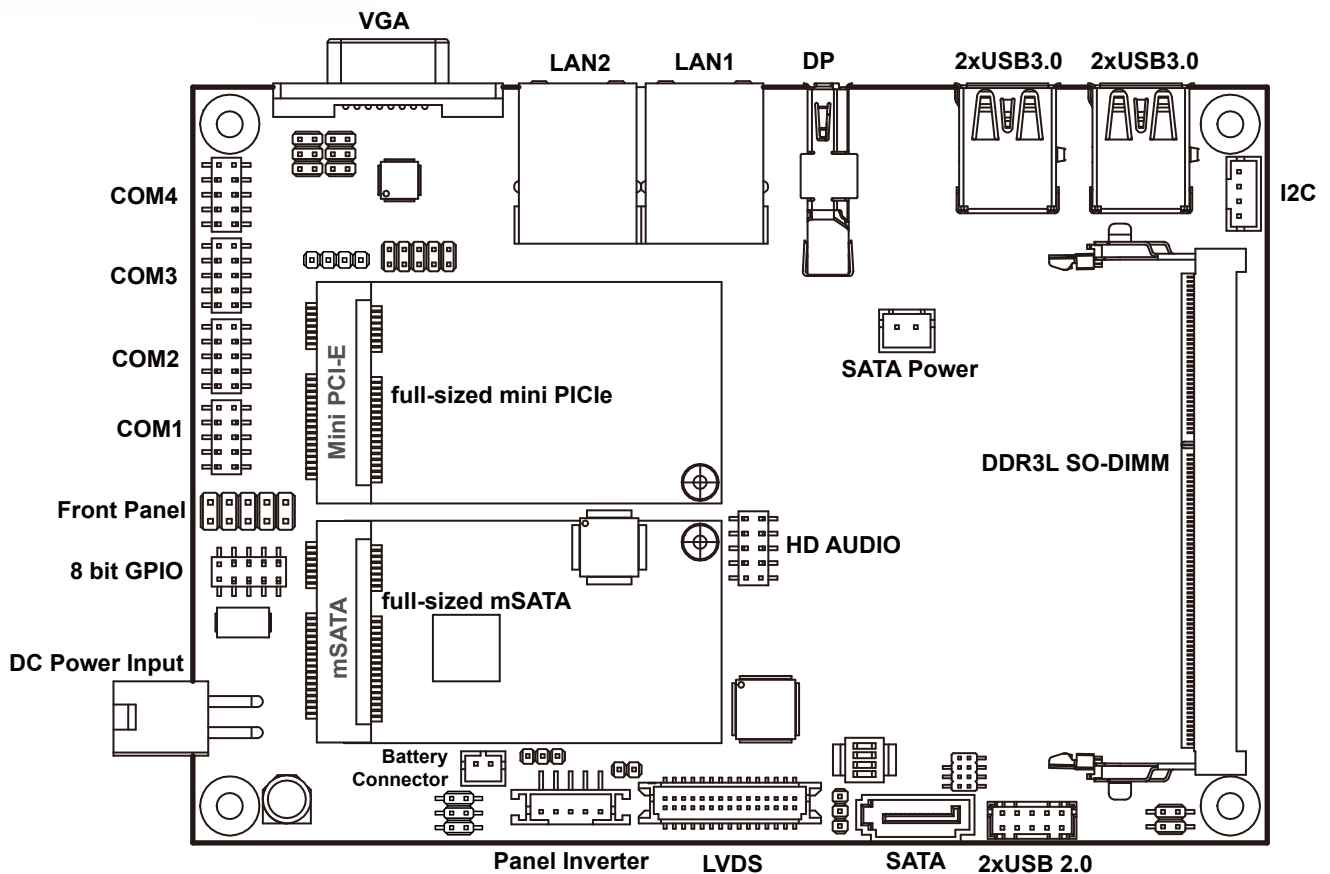 VGA
LAN2
LAN1
DP
2xUSB3.0
2xUSB3.0
COM4
I2C
COM3
COM2
SATA Power
Mini PCI-E
full-sized mini PICIe
COM1
DDR3L SO-DIMM
Front Panel
HD AUDIO
8 bit GPIO
mSATA
full-sized mSATA
DC Power Input
Battery
Connector
Panel Inverter
LVDS
SATA
2xUSB 2.0